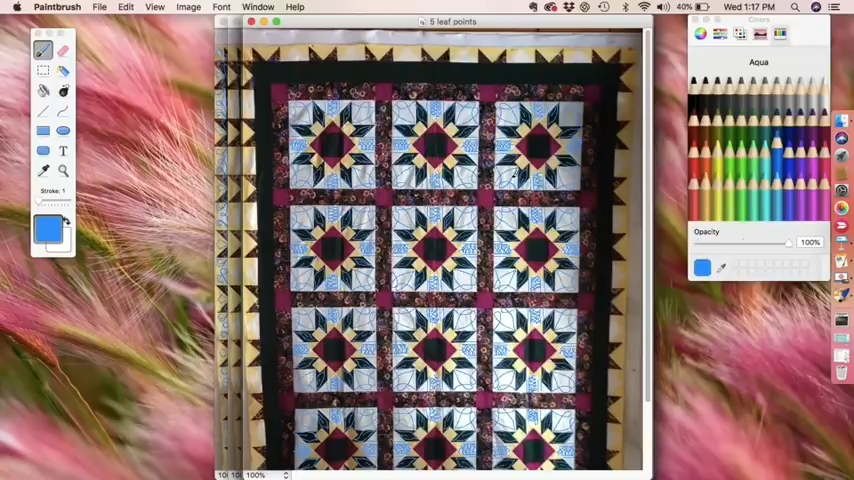 Paintbrush File Edit View Image Font Window Help
40% Wed 1:17 PM
5 leaf points
Colors
Aqua
Stroke: 1
Opacity
100%
100%